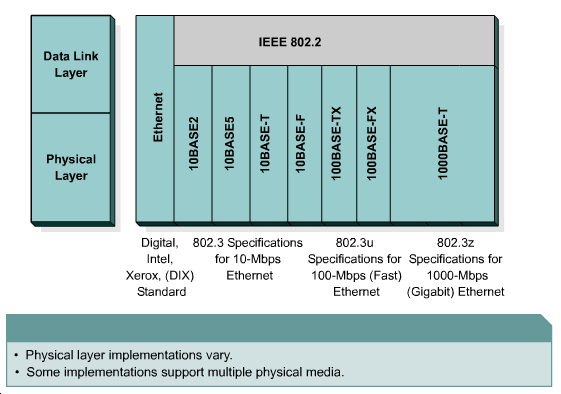 Data Link
Layer
Physical
Layer
IEEE 802.2
Ethernet
10BASE2
10BASE5
10BASE-T
10BASE-F
100BASE-TX
100BASE-FX
1000BASE-T
Digital,
Intel,
Xerox, (DIX)
Standard
802.3 Specifications
for 10-Mbps
Ethernet
802.3u
Specifications for
100-Mbps (Fast)
Ethernet
802.3z
Specifications for
1000-Mbps
(Gigabit) Ethernet
• Physical layer implementations vary.
• Some implementations support multiple physical media.